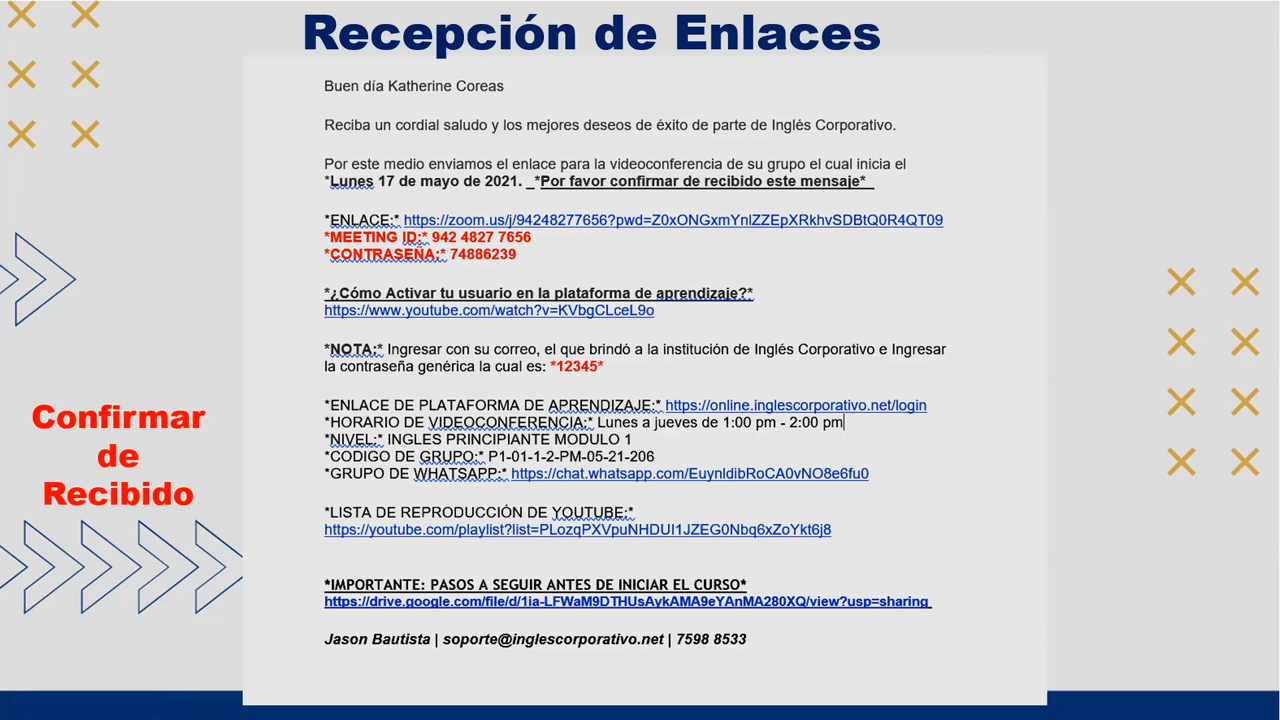 Recepción de Enlaces
Buen día Katherine Coreas
Reciba un cordial saludo y los mejores deseos de éxito de parte de Inglés Corporativo.
Por este medio enviamos el enlace para la videoconferencia de su grupo el cual inicia el
*Lunes 17 de mayo de 2021. _*Por favor confirmar de recibido este mensaje*_
*ENLACE:* https://zoom.us/j/94248277656?pwd=Z0xONGxmYnlZZEpXRkhvSDBtQ0R4QT09
*MEETING ID:* 942 4827 7656
*CONTRASEÑA:* 74886239
*¿Cómo Activar tu usuario en la plataforma de aprendizaje?*
https://www.youtube.com/watch?v=KVbgCLceL9o
*NOTA:* Ingresar con su correo, el que brindó a la institución de Inglés Corporativo e Ingresar
la contraseña genérica la cual es: *12345*
*ENLACE DE PLATAFORMA DE APRENDIZAJE:* https://online.inglescorporativo.net/login
*HORARIO DE VIDEOCONFERENCIA:* Lunes a jueves de 1:00 pm - 2:00 pm
*NIVEL:* INGLES PRINCIPIANTE MODULO 1
*CODIGO DE GRUPO:* P1-01-1-2-PM-05-21-206
*GRUPO DE WHATSAPP:* https://chat.whatsapp.com/EuynldibRoCA0vNO8e6fu0
*LISTA DE REPRODUCCIÓN DE YOUTUBE:*
https://youtube.com/playlist?list=PLozqPXVpuNHDUI1JZEG0Nbq6xZoYkt6j8
*IMPORTANTE: PASOS A SEGUIR ANTES DE INICIAR EL CURSO*
https://drive.google.com/file/d/1ia-LFWaM9DTHUsAykAMA9eYAnMA280XQ/view?usp=sharing
Jason Bautista | soporte@inglescorporativo.net | 7598 8533
Confirmar
de
Recibido